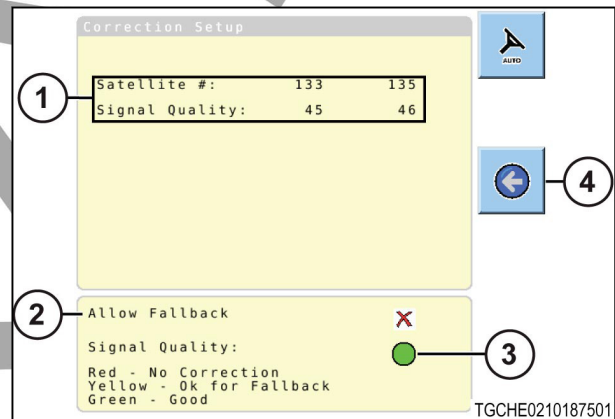 Correction Setup
AUTO
1
Satellite #: 133 135
Signal Quality: 45 46
4
2
Allow Fallback
Signal Quality:
3
Red - No Correction
Yellow - Ok for Fallback
Green - Good
TGCHE0210187501